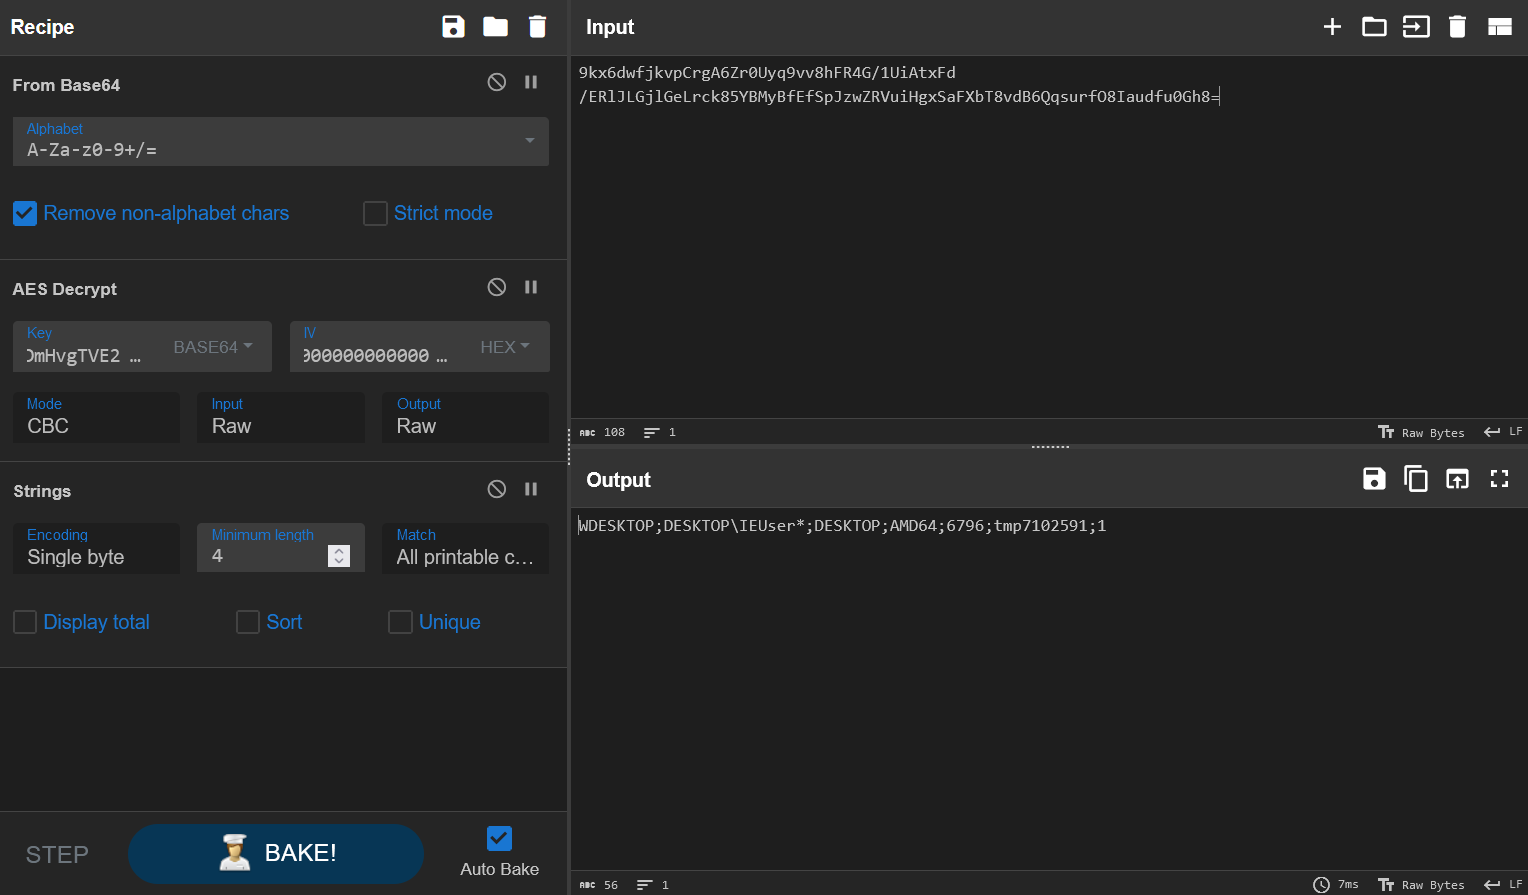 Recipe
From Base64
Alphabet
A-Za-z0-9+/=
Remove non-alphabet chars
Strict mode
AES Decrypt
Key
DmHvgTVE2 ...
BASE64
IV
000000000000 ...
HEX
Mode
CBC
Input
Raw
Output
Raw
Strings
Encoding
Single byte
Minimum length
4
Match
All printable c...
Display total
Sort
Unique
STEP
BAKE!
Auto Bake
Input
9kx6dwfjkvpCrgA6Zr0Uyq9vv8hFR4G/1UiAtxFd
/ERlJLGjlGeLrck85YBMyBfEfSpJzwZRVuiHgxSaFXbT8vdB6QqsurfO8Iaudfu0Gh8=
ABC 108
1
Tт Raw Bytes
LF
Output
WDESKTOP;DESKTOP\IEUser*;DESKTOP;AMD64;6796;tmp7102591;1
ABC 56
1
7ms
Tт Raw Bytes
LF